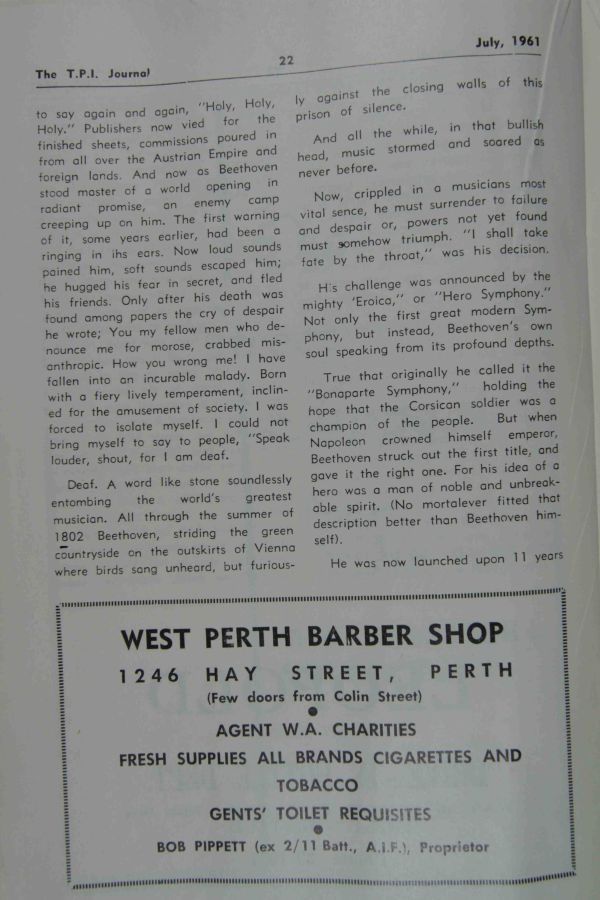 July, 1961
22
The T.P.I. Journal
to say again and again, "Holy, Holy,
Holy." Publishers now vied for the
finished sheets, commissions poured in
from all over the Austrian Empire and
foreign lands. And now as Beethoven
stood master of a world opening in
radiant promise, an enemy camp
creeping up on him. The first warning
of it, some years earlier, had been a
ringing in ihs ears. Now loud sounds
pained him, soft sounds escaped him;
he hugged his fear in secret, and fled
his friends. Only after his death was
found among papers the cry of despair
he wrote; You my fellow men who de-
nounce me for morose, crabbed mis-
anthropic. How you wrong me! I have
fallen into an incurable malady. Born
with a fiery lively temperament, inclin-
ed for the amusement of society. I was
forced to isolate myself. I could not
bring myself to say to people, "Speak
louder, shout, for I am deaf.
Deaf. A word like stone soundlessly
entombing the world's greatest
musician. All through the summer of
1802 Beethoven, striding the green
countryside on the outskirts of Vienna
where birds sang unheard, but furious-
ly against the closing walls of this
prison of silence.
And all the while, in that bullish
head, music stormed and soared as
never before.
Now, crippled in a musicians most
vital sence, he must surrender to failure
and despair or, powers not yet found
must somehow triumph. "I shall take
fate by the throat," was his decision.
His challenge was announced by the
mighty 'Eroica," or "Hero Symphony."
Not only the first great modern Sym-
phony, but instead, Beethoven's own
soul speaking from its profound depths.
True that originally he called it the
"Bonaparte Symphony," holding the
hope that the Corsican soldier was a
champion of the people. But when
Napoleon crowned himself emperor,
Beethoven struck out the first title, and
gave it the right one. For his idea of a
hero was a man of noble and unbreak-
able spirit. (No mortalever fitted that
description better than Beethoven him-
self).
He was now launched upon 11 years
WEST PERTH BARBER SHOP
1246 HAY STREET, PERTH
(Few doors from Colin Street)
AGENT W.A. CHARITIES
FRESH SUPPLIES ALL BRANDS CIGARETTES AND
TOBACCO
GENTS' TOILET REQUISITES
BOB PIPPETT (ex 2/11 Batt., A.I.F.), Proprietor